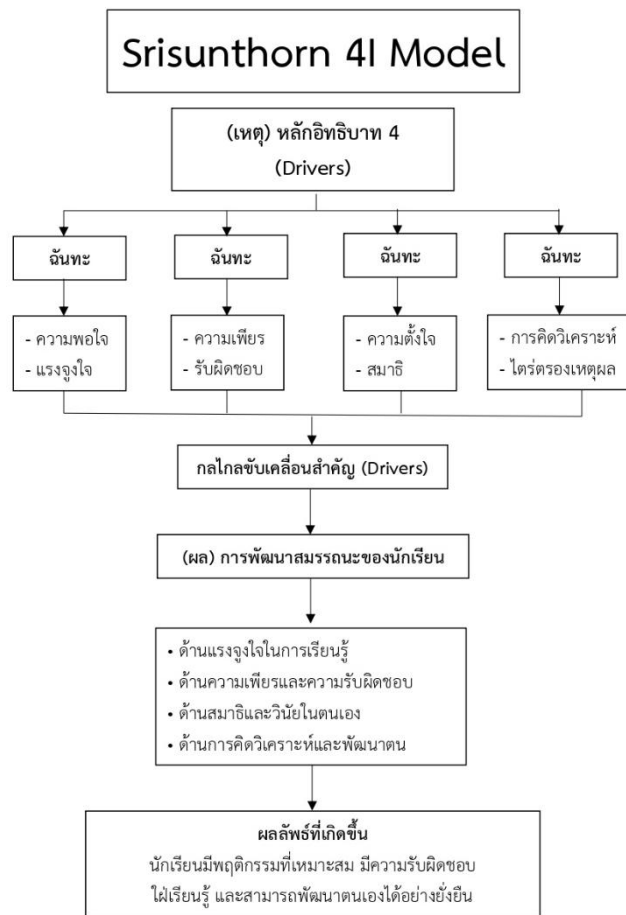 Srisunthorn 4I Model
(เหตุ) หลักอิทธิบาท 4
(Drivers)
ฉันทะ
ฉันทะ
ฉันทะ
ฉันทะ
- ความพอใจ
- แรงจูงใจ
- ความเพียร
- รับผิดชอบ
- ความตั้งใจ
- สมาธิ
- การคิดวิเคราะห์
- ไตร่ตรองเหตุผล
กลไกลขับเคลื่อนสำคัญ (Drivers)
(ผล) การพัฒนาสมรรถนะของนักเรียน
• ด้านแรงจูงใจในการเรียนรู้
• ด้านความเพียรและความรับผิดชอบ
• ด้านสมาธิและวินัยในตนเอง
• ด้านการคิดวิเคราะห์และพัฒนาตน
ผลลัพธ์ที่เกิดขึ้น
นักเรียนมีพฤติกรรมที่เหมาะสม มีความรับผิดชอบ
ใฝ่เรียนรู้ และสามารถพัฒนาตนเองได้อย่างยั่งยืน